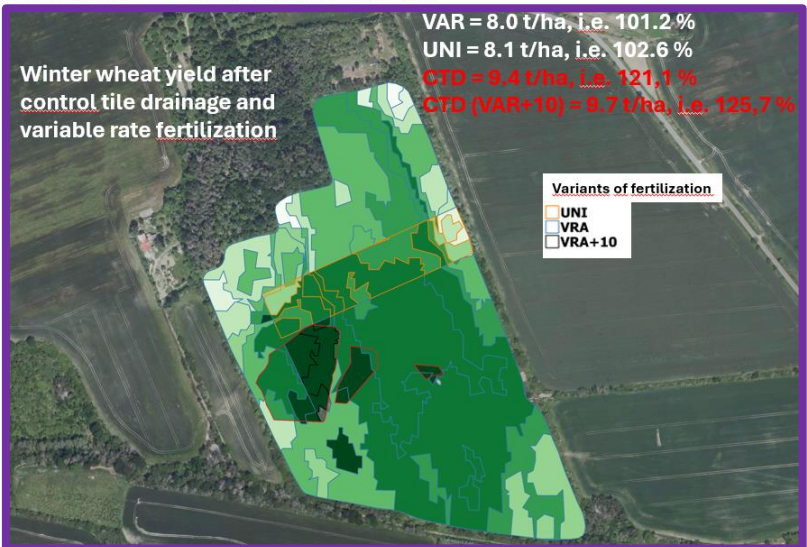 VAR = 8.0 t/ha, i.e. 101.2 %
UNI = 8.1 t/ha, i.e. 102.6 %
CTD = 9.4 t/ha, i.e. 121,1 %
CTD (VAR+10) = 9.7 t/ha, i.e. 125,7 %
Winter wheat yield after
control tile drainage and
variable rate fertilization
Variants of fertilization
UNI
VRA
VRA+10